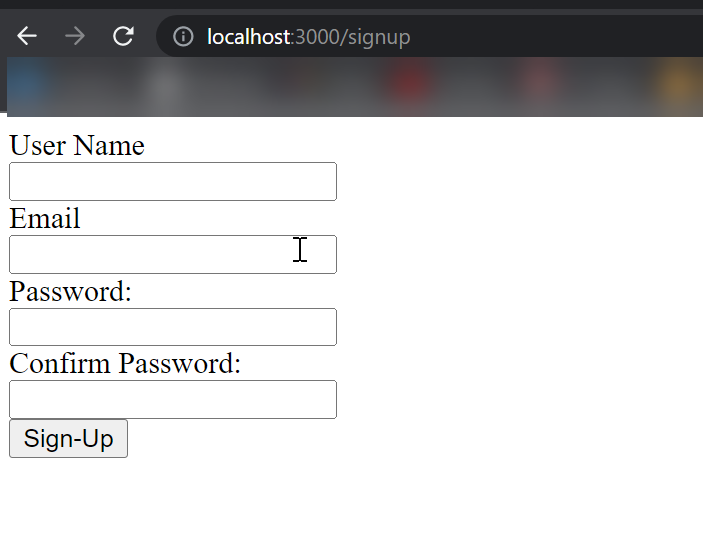 localhost:3000/signup
User Name
Email
Password:
Confirm Password:
Sign-Up